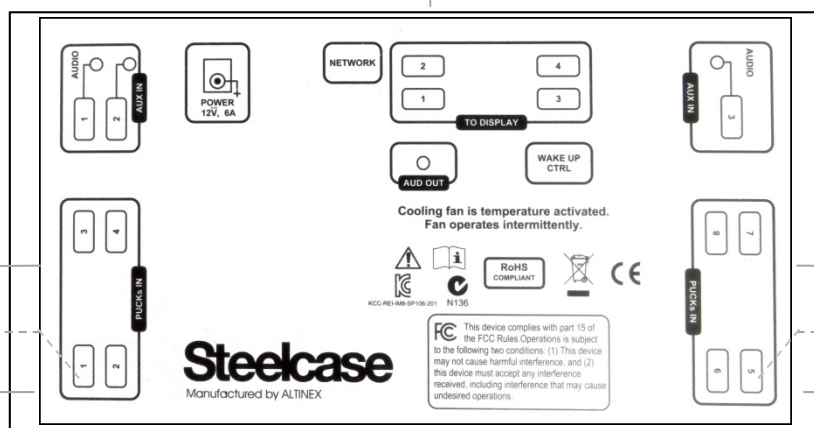 AUDIO
1
2
AUX IN
POWER
12V, 6A
NETWORK
2
4
1
3
TO DISPLAY
AUDIO
3
AUX IN
AUD OUT
WAKE UP
CTRL
3
4
PUCKs IN
1
2
Cooling fan is temperature activated.
Fan operates intermittently.
KCC-REI-IM8-SP106-201
N136
RoHS
COMPLIANT
CE
8
7
PUCKs IN
6
5
Steelcase
Manufactured by ALTINEX
FC This device complies with part 15 of
the FCC Rules.Operations is subject
to the following two conditions: (1) This device
may not cause harmful interference, and (2)
this device must accept any interference
received, including interference that may cause
undesired operations.